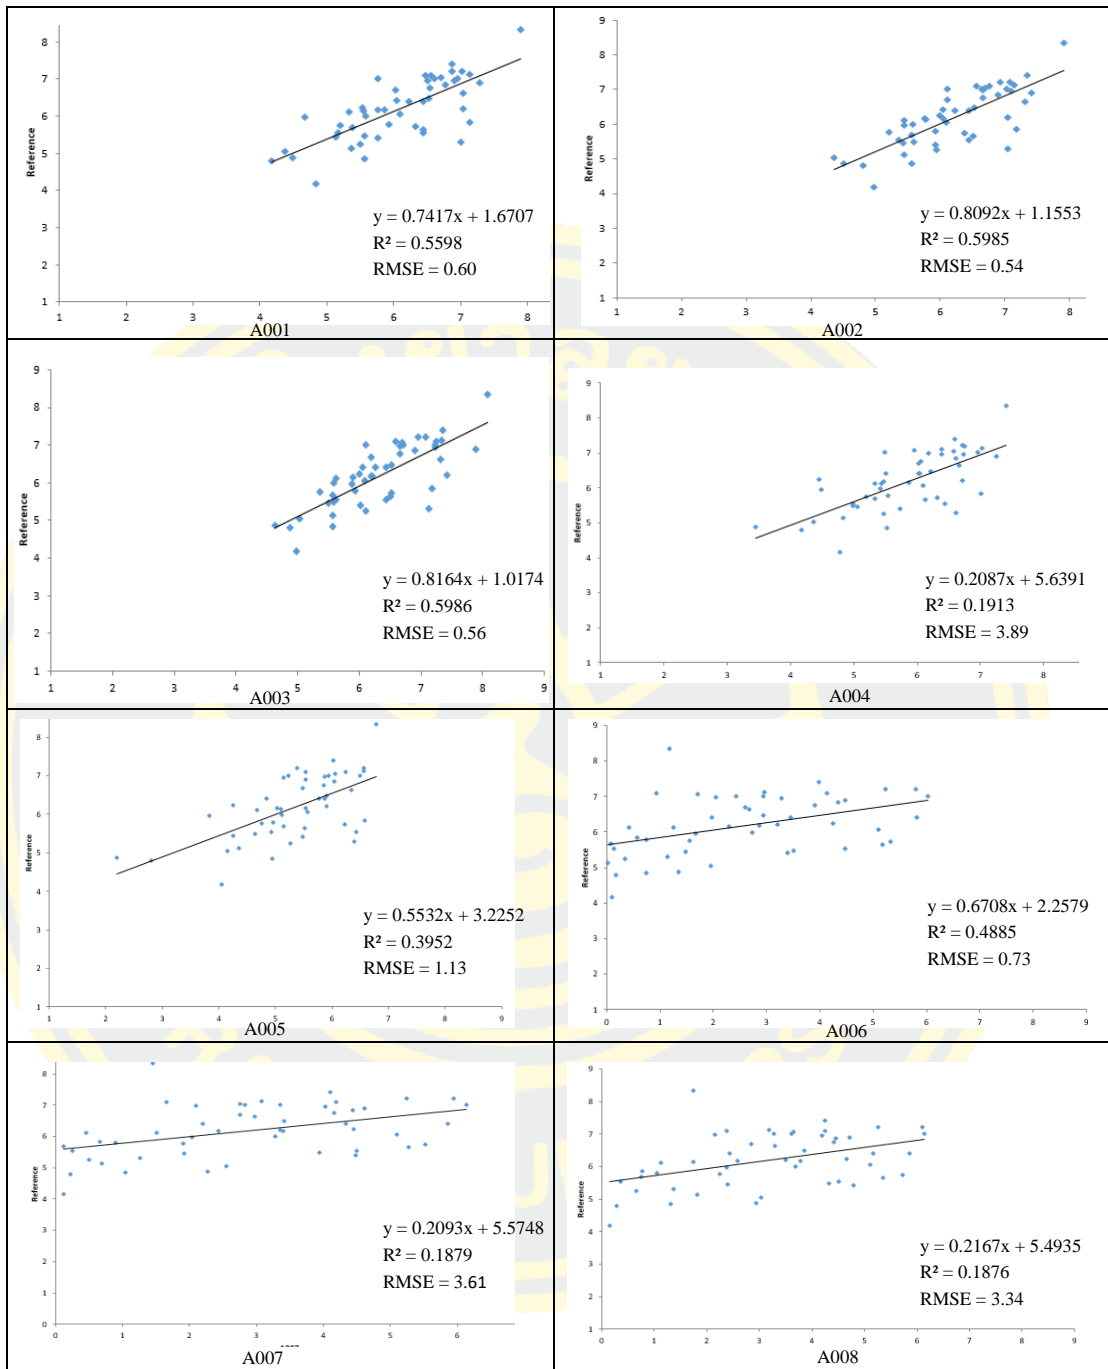 8
7
6
5
4
3
2
1
Reference
y = 0.7417x + 1.6707
R² = 0.5598
RMSE = 0.60
1 2 3 4 5 6 7 8
A001
9
8
7
6
5
4
3
2
1
Reference
y = 0.8092x + 1.1553
R² = 0.5985
RMSE = 0.54
1 2 3 4 5 6 7 8
A002
9
8
7
6
5
4
3
2
1
Reference
y = 0.8164x + 1.0174
R² = 0.5986
RMSE = 0.56
1 2 3 4 5 6 7 8 9
A003
9
8
7
6
5
4
3
2
1
Reference
y = 0.2087x + 5.6391
R² = 0.1913
RMSE = 3.89
1 2 3 4 5 6 7 8
A004
8
7
6
5
4
3
2
1
Reference
y = 0.5532x + 3.2252
R² = 0.3952
RMSE = 1.13
1 2 3 4 5 6 7 8 9
A005
9
8
7
6
5
4
3
2
1
Reference
y = 0.6708x + 2.2579
R² = 0.4885
RMSE = 0.73
0 1 2 3 4 5 6 7 8 9
A006
8
7
6
5
4
3
2
1
0
Reference
y = 0.2093x + 5.5748
R² = 0.1879
RMSE = 3.61
0 1 2 3 4 5 6
A007
9
8
7
6
5
4
3
2
1
Reference
y = 0.2167x + 5.4935
R² = 0.1876
RMSE = 3.34
0 1 2 3 4 5 6 7 8 9
A008